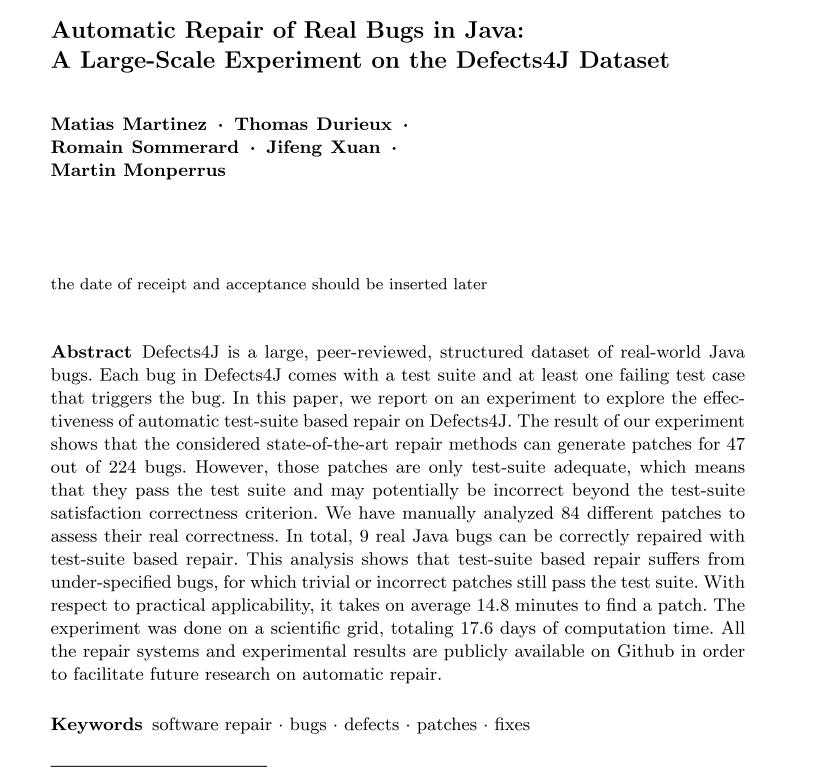 Automatic Repair of Real Bugs in Java:
A Large-Scale Experiment on the Defects4J Dataset
Matias Martinez · Thomas Durieux ·
Romain Sommerard · Jifeng Xuan ·
Martin Monperrus
the date of receipt and acceptance should be inserted later
Abstract Defects4J is a large, peer-reviewed, structured dataset of real-world Java
bugs. Each bug in Defects4J comes with a test suite and at least one failing test case
that triggers the bug. In this paper, we report on an experiment to explore the effec-
tiveness of automatic test-suite based repair on Defects4J. The result of our experiment
shows that the considered state-of-the-art repair methods can generate patches for 47
out of 224 bugs. However, those patches are only test-suite adequate, which means
that they pass the test suite and may potentially be incorrect beyond the test-suite
satisfaction correctness criterion. We have manually analyzed 84 different patches to
assess their real correctness. In total, 9 real Java bugs can be correctly repaired with
test-suite based repair. This analysis shows that test-suite based repair suffers from
under-specified bugs, for which trivial or incorrect patches still pass the test suite. With
respect to practical applicability, it takes on average 14.8 minutes to find a patch. The
experiment was done on a scientific grid, totaling 17.6 days of computation time. All
the repair systems and experimental results are publicly available on Github in order
to facilitate future research on automatic repair.
Keywords software repair · bugs · defects · patches · fixes